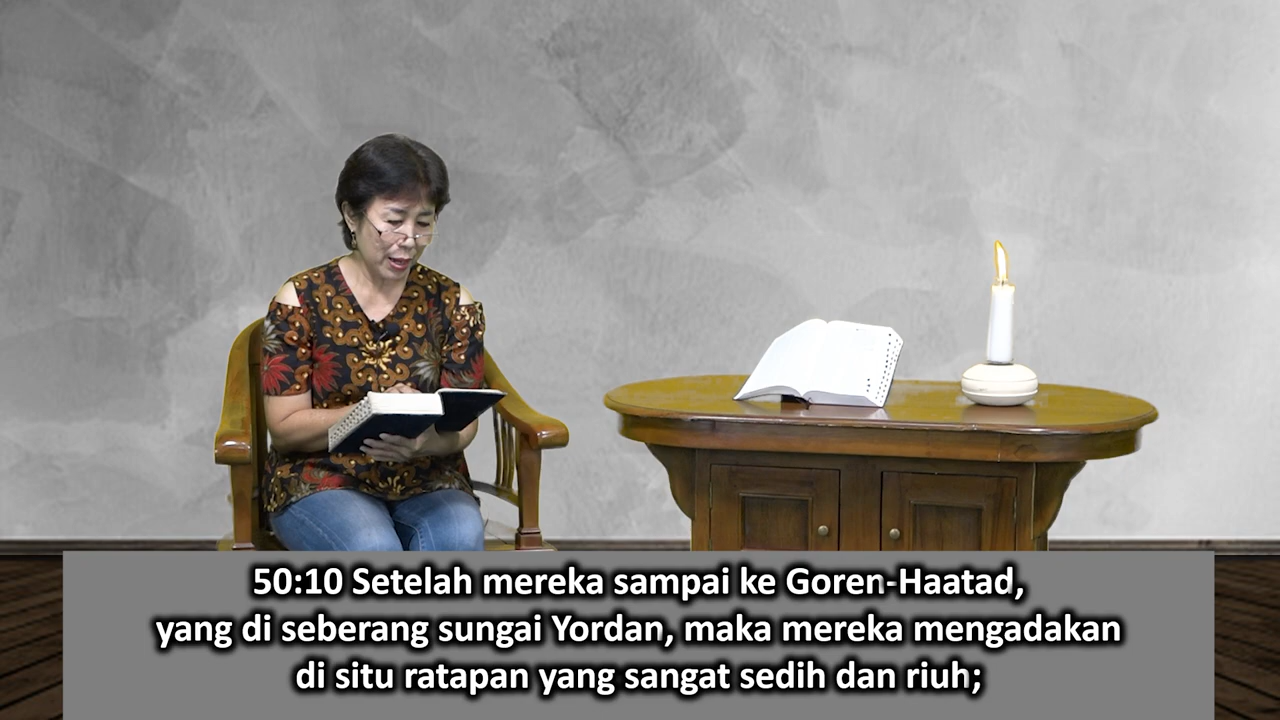 50:10 Setelah mereka sampai ke Goren-Haatad,
yang di seberang sungai Yordan, maka mereka mengadakan
di situ ratapan yang sangat sedih dan riuh;